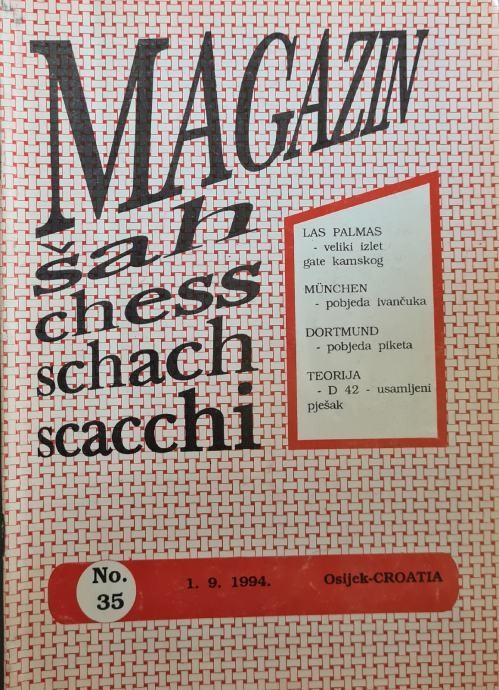 MAGAZIN
šah
chess
schach
scacchi
LAS PALMAS
- veliki izlet
gate kamskog
MÜNCHEN
- pobjeda ivančuka
DORTMUND
- pobjeda piketa
TEORIJA
- D 42 - usamljeni
pješak
No.
35
1. 9. 1994.
Osijek-CROATIA